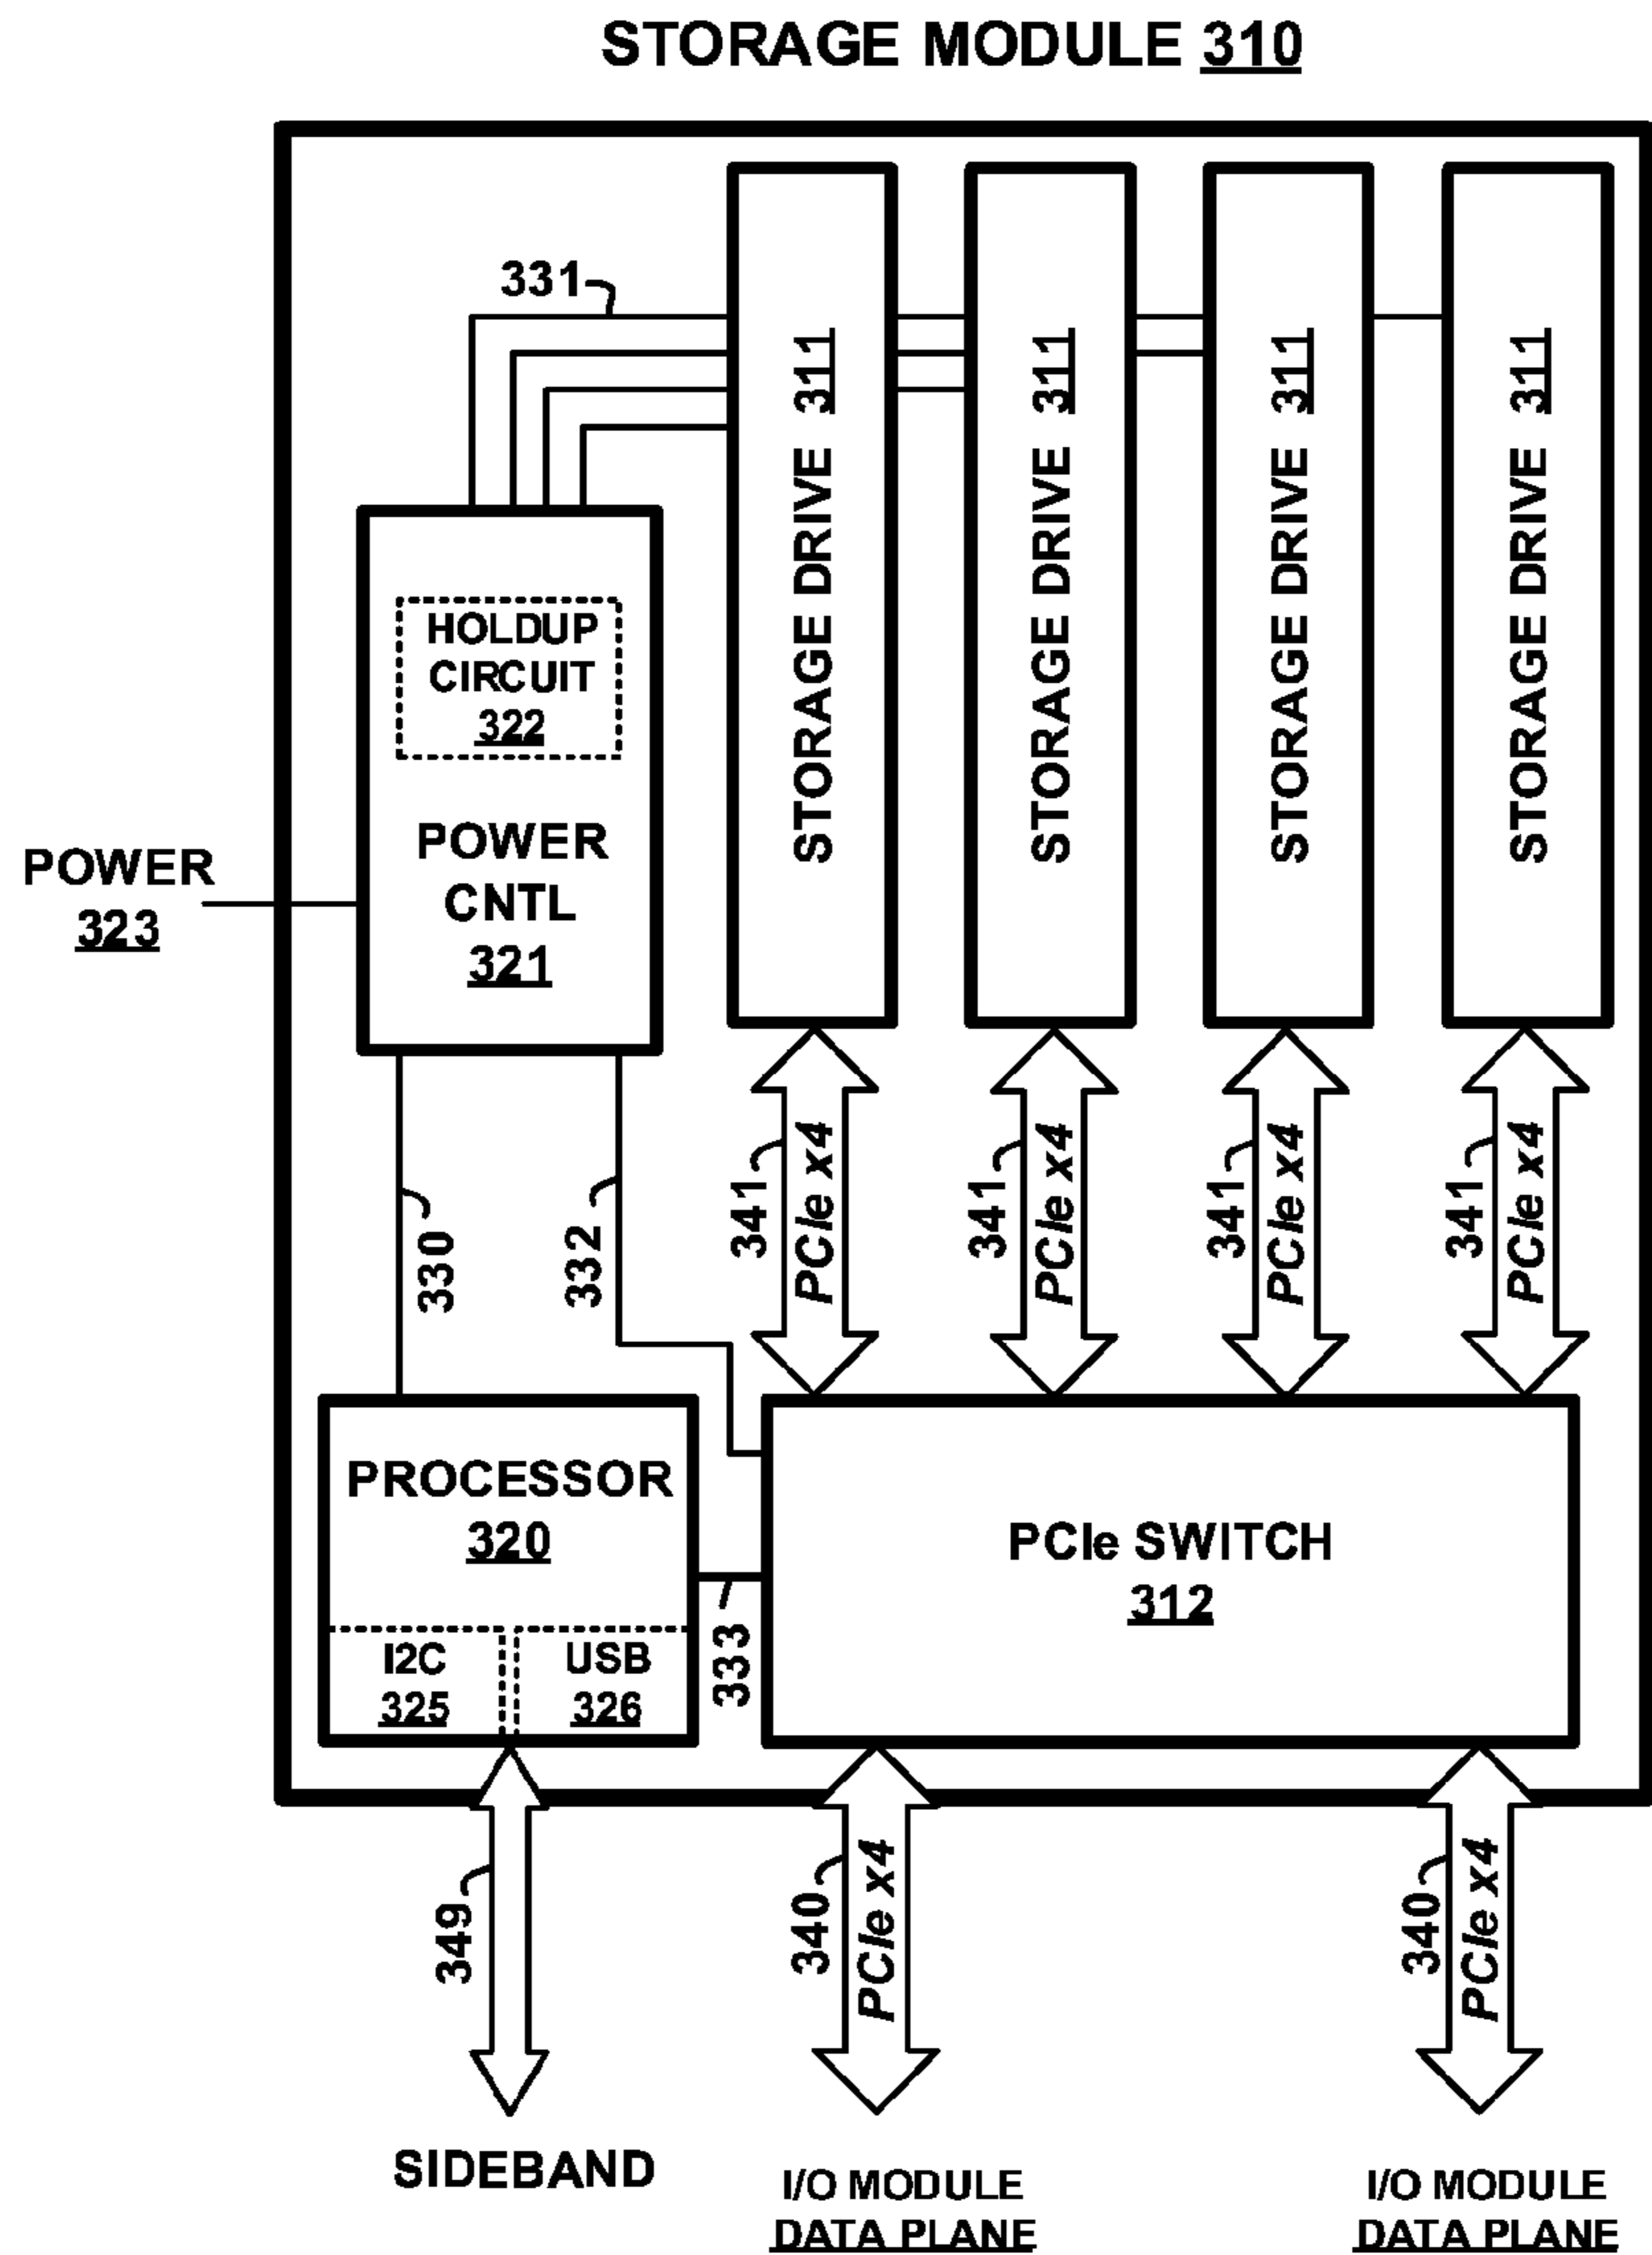 STORAGE MODULE 310
331
STORAGE DRIVE 311
STORAGE DRIVE 311
STORAGE DRIVE 311
STORAGE DRIVE 311
HOLDUP
CIRCUIT
322
POWER
CNTL
321
POWER
323
330
332
341
PCIe x4
341
PCIe x4
341
PCIe x4
341
PCIe x4
PROCESSOR
320
I2C
325
USB
326
333
PCIe SWITCH
312
349
340
PCIe x4
340
PCIe x4
SIDEBAND
I/O MODULE
DATA PLANE
I/O MODULE
DATA PLANE